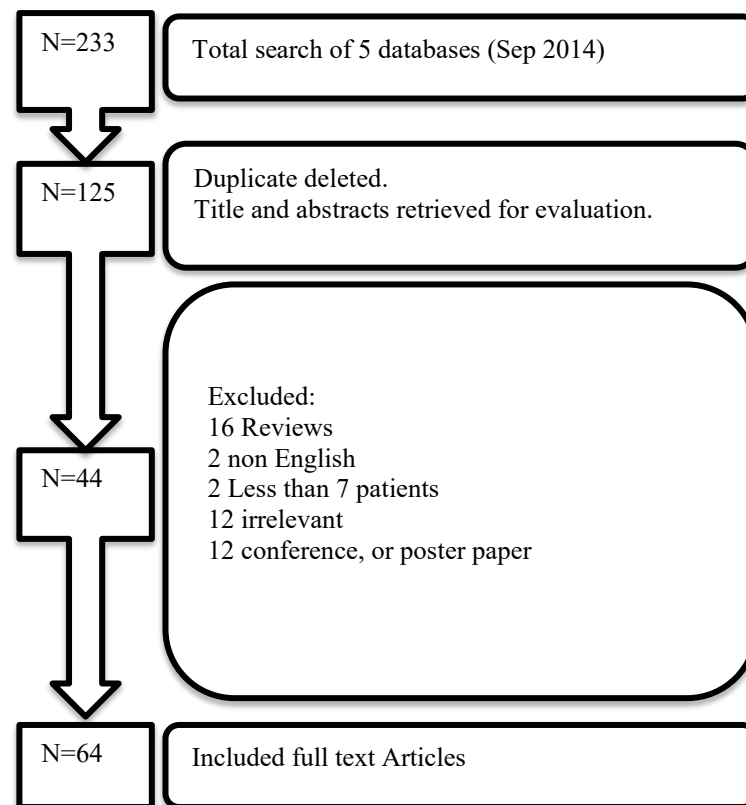 N=233
Total search of 5 databases (Sep 2014)
N=125
Duplicate deleted.
Title and abstracts retrieved for evaluation.
N=44
Excluded:
16 Reviews
2 non English
2 Less than 7 patients
12 irrelevant
12 conference, or poster paper
N=64
Included full text Articles